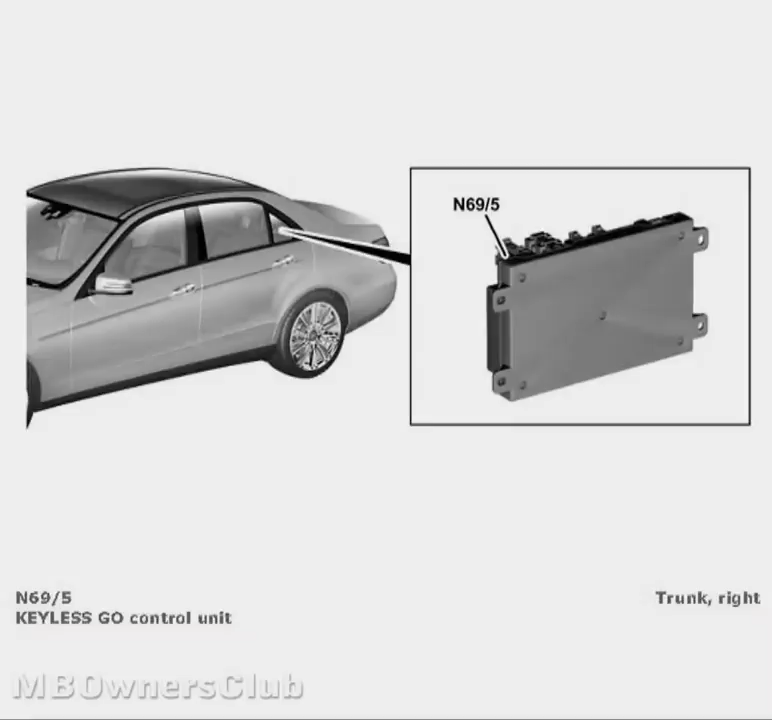 N69/5
N69/5
KEYLESS GO control unit
Trunk, right
MBOwnersClub